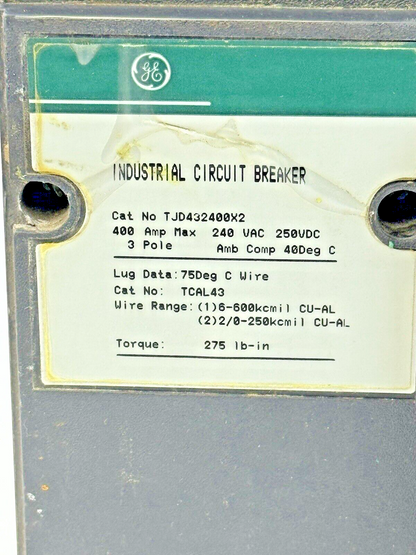 GE
INDUSTRIAL CIRCUIT BREAKER
Cat No TJD432400X2
400 Amp Max 240 VAC 250VDC
3 Pole Amb Comp 40Deg C
Lug Data: 75Deg C Wire
Cat No: TCAL43
Wire Range: (1)6-600kcmil CU-AL
(2)2/0-250kcmil CU-AL
Torque: 275 lb-in